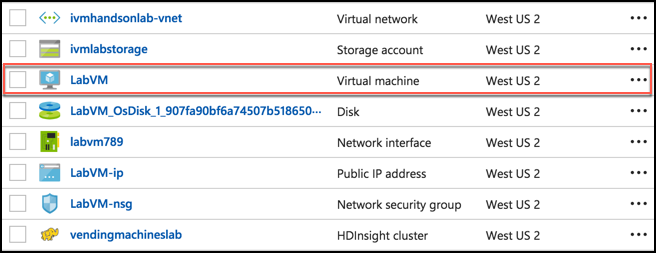 ivmhandsonlab-vnet Virtual network West US 2 •••
ivmlabstorage Storage account West US 2 •••
LabVM Virtual machine West US 2 •••
LabVM_OsDisk_1_907fa90bf6a74507b518650••• Disk West US 2 •••
labvm789 Network interface West US 2 •••
LabVM-ip Public IP address West US 2 •••
LabVM-nsg Network security group West US 2 •••
vendingmachineslab HDInsight cluster West US 2 •••